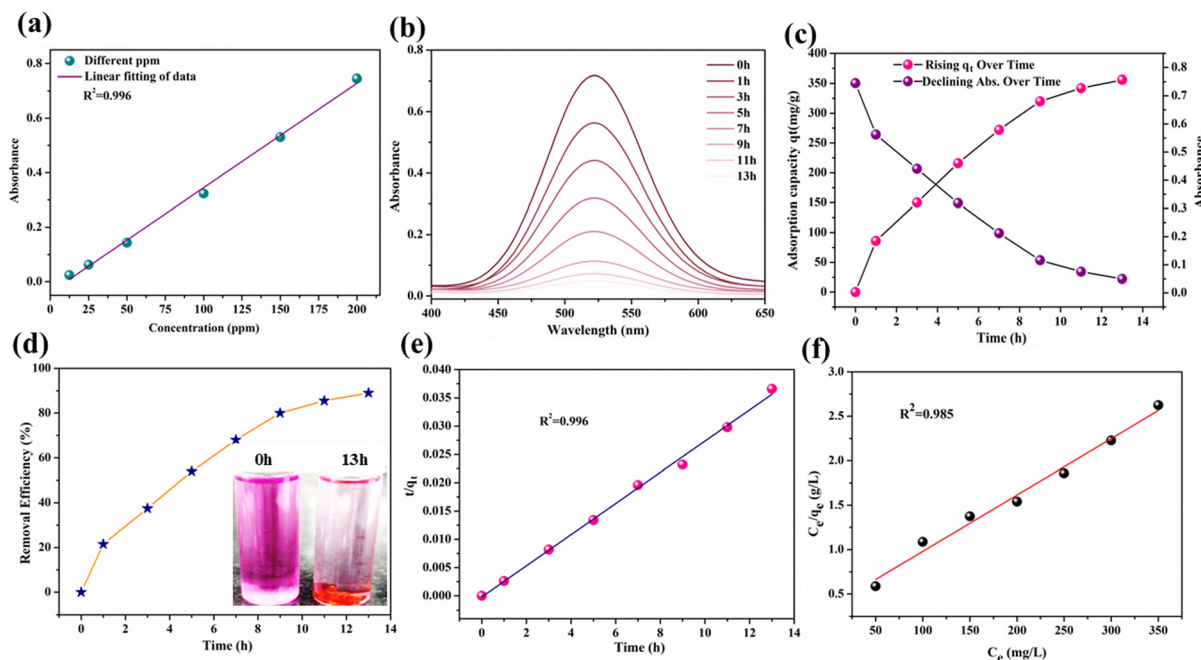 (a)
0.8
0.6
0.4
0.2
0.0
Absorbance
Different ppm
Linear fitting of data
R²=0.996
25 50 75 100 125 150 175 200
Concentration (ppm)
(b)
0.8
0.6
0.4
0.2
0.0
Absorbance
0h
1h
3h
5h
7h
9h
11h
13h
400 450 500 550 600 650
Wavelength (nm)
(c)
400
350
300
250
200
150
100
50
0
Adsorption capacity qt(mg/g)
Rising qₜ Over Time
Declining Abs. Over Time
0.8
0.7
0.6
0.5
0.4
0.3
0.2
0.1
0.0
Absorbance
0 2 4 6 8 10 12 14
Time (h)
(d)
100
80
60
40
20
0
Removal Efficiency (%)
0h 13h
0 2 4 6 8 10 12 14
Time (h)
(e)
0.040
0.035
0.030
0.025
0.020
0.015
0.010
0.005
0.000
t/qₜ
R²=0.996
0 2 4 6 8 10 12 14
Time (h)
(f)
3.0
2.5
2.0
1.5
1.0
0.5
Cₑ/qₑ (g/L)
R²=0.985
50 100 150 200 250 300 350
Cₑ (mg/L)